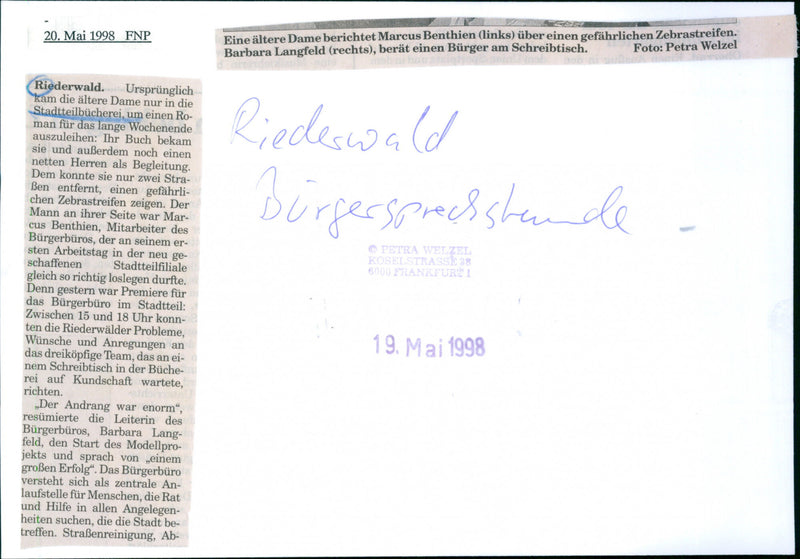 20. Mai 1998 FNP
Eine ältere Dame berichtet Marcus Benthien (links) über einen gefährlichen Zebrastreifen.
Barbara Langfeld (rechts), berät einen Bürger am Schreibtisch. Foto: Petra Welzel
Riederwald. Ursprünglich
kam die ältere Dame nur in die
Stadtteilbücherei, um einen Ro-
man für das lange Wochenende
auszuleihen: Ihr Buch bekam
sie und außerdem noch einen
netten Herren als Begleitung.
Dem konnte sie nur zwei Stra-
ßen entfernt, einen gefährli-
chen Zebrastreifen zeigen. Der
Mann an ihrer Seite war Mar-
cus Benthien, Mitarbeiter des
Bürgerbüros, der an seinem er-
sten Arbeitstag in der neu ge-
schaffenen Stadtteilfiliale
gleich so richtig loslegen durfte.
Denn gestern war Premiere für
das Bürgerbüro im Stadtteil:
Zwischen 15 und 18 Uhr konn-
ten die Riederwälder Probleme,
Wünsche und Anregungen an
das dreiköpfige Team, das an ei-
nem Schreibtisch in der Büche-
rei auf Kundschaft wartete,
richten.
„Der Andrang war enorm“,
resümierte die Leiterin des
Bürgerbüros, Barbara Lang-
feld, den Start des Modellpro-
jekts und sprach von „einem
großen Erfolg“. Das Bürgerbüro
versteht sich als zentrale An-
laufstelle für Menschen, die Rat
und Hilfe in allen Angelegen-
heiten suchen, die die Stadt be-
treffen. Straßenreinigung, Ab-
Riederwald
Bürgersprechstunde
© PETRA WELZEL
KOSELSTRASSE 38
6000 FRANKFURT 1
19. Mai 1998